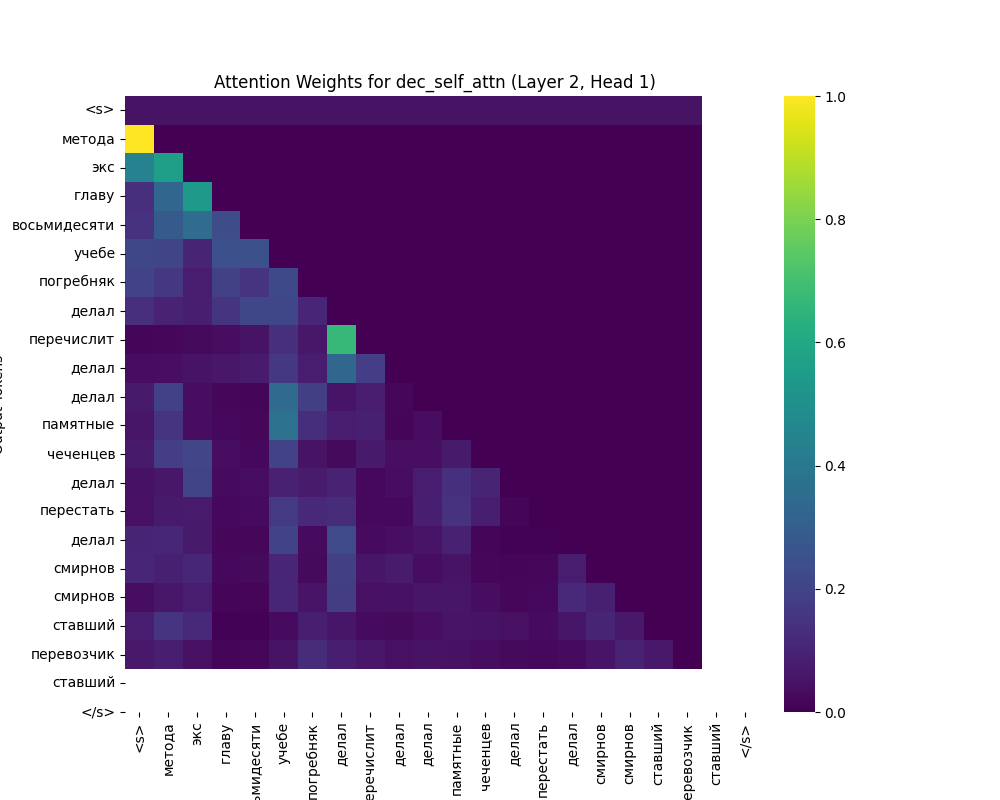 Attention Weights for dec_self_attn (Layer 2, Head 1)
<s>
метода
экс
главу
восьмидесяти
учебе
погребняк
делал
перечислит
делал
делал
памятные
чеченцев
делал
перестать
делал
смирнов
смирнов
ставший
перевозчик
ставший
</s>
1.0
0.8
0.6
0.4
0.2
0.0
<s>
метода
экс
главу
ьмидесяти
учебе
погребняк
делал
еречислит
делал
делал
памятные
чеченцев
делал
перестать
делал
смирнов
смирнов
ставший
еревозчик
ставший
</s>